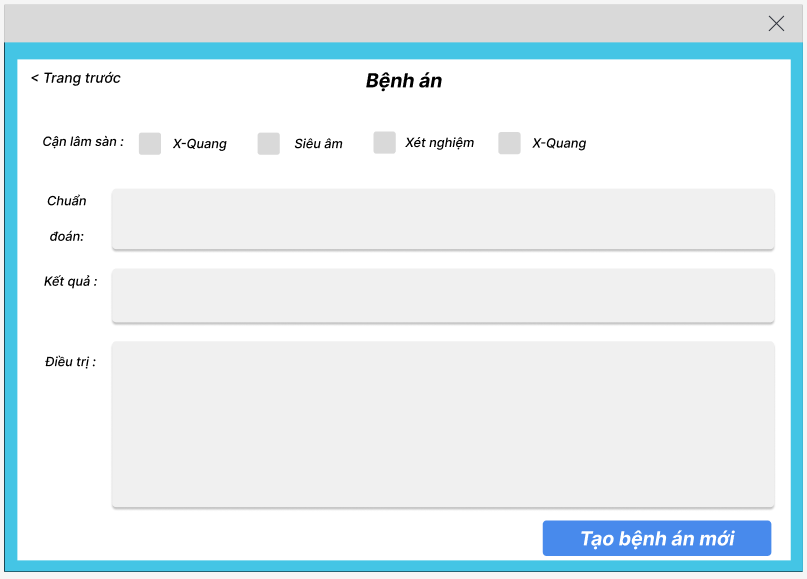 < Trang trước
Bệnh án
Cận lâm sàn :
X-Quang
Siêu âm
Xét nghiệm
X-Quang
Chuẩn
đoán:
Kết quả :
Điều trị :
Tạo bệnh án mới